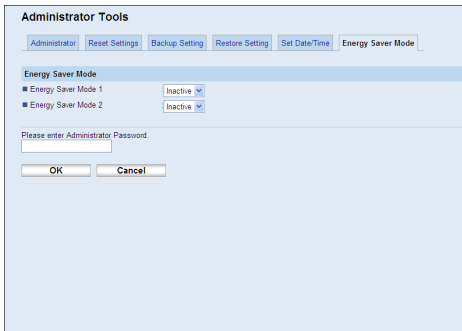 Administrator Tools
Administrator Reset Settings Backup Setting Restore Setting Set Date/Time Energy Saver Mode
Energy Saver Mode
Energy Saver Mode 1 : Inactive
Energy Saver Mode 2 : Inactive
Please enter Administrator Password.
OK Cancel